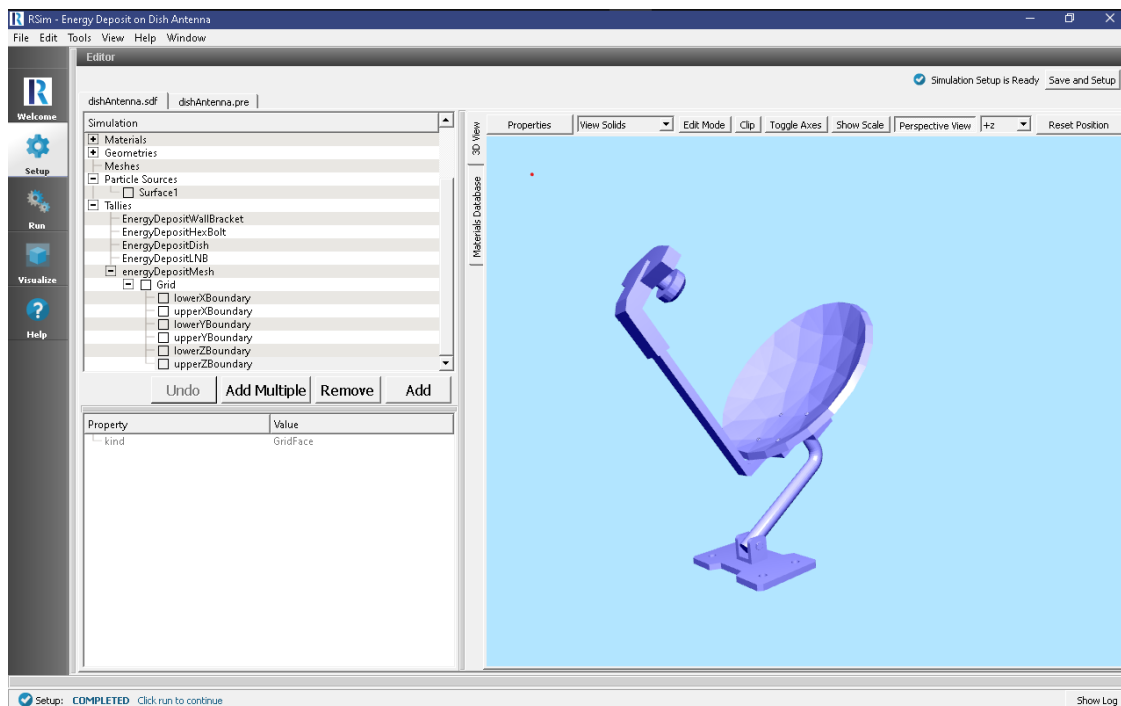 RSim - Energy Deposit on Dish Antenna
File Edit Tools View Help Window
Editor
Simulation Setup is Ready Save and Setup
Welcome
Setup
Run
Visualize
Help
dishAntenna.sdf dishAntenna.pre
Simulation
Materials
Geometries
Meshes
Particle Sources
Surface1
Tallies
EnergyDepositWallBracket
EnergyDepositHexBolt
EnergyDepositDish
EnergyDepositLNB
energyDepositMesh
Grid
lowerXBoundary
upperXBoundary
lowerYBoundary
upperYBoundary
lowerZBoundary
upperZBoundary
Undo Add Multiple Remove Add
Property Value
kind GridFace
3D View
Materials Database
Properties View Solids Edit Mode Clip Toggle Axes Show Scale Perspective View +z Reset Position
Setup: COMPLETED Click run to continue
Show Log